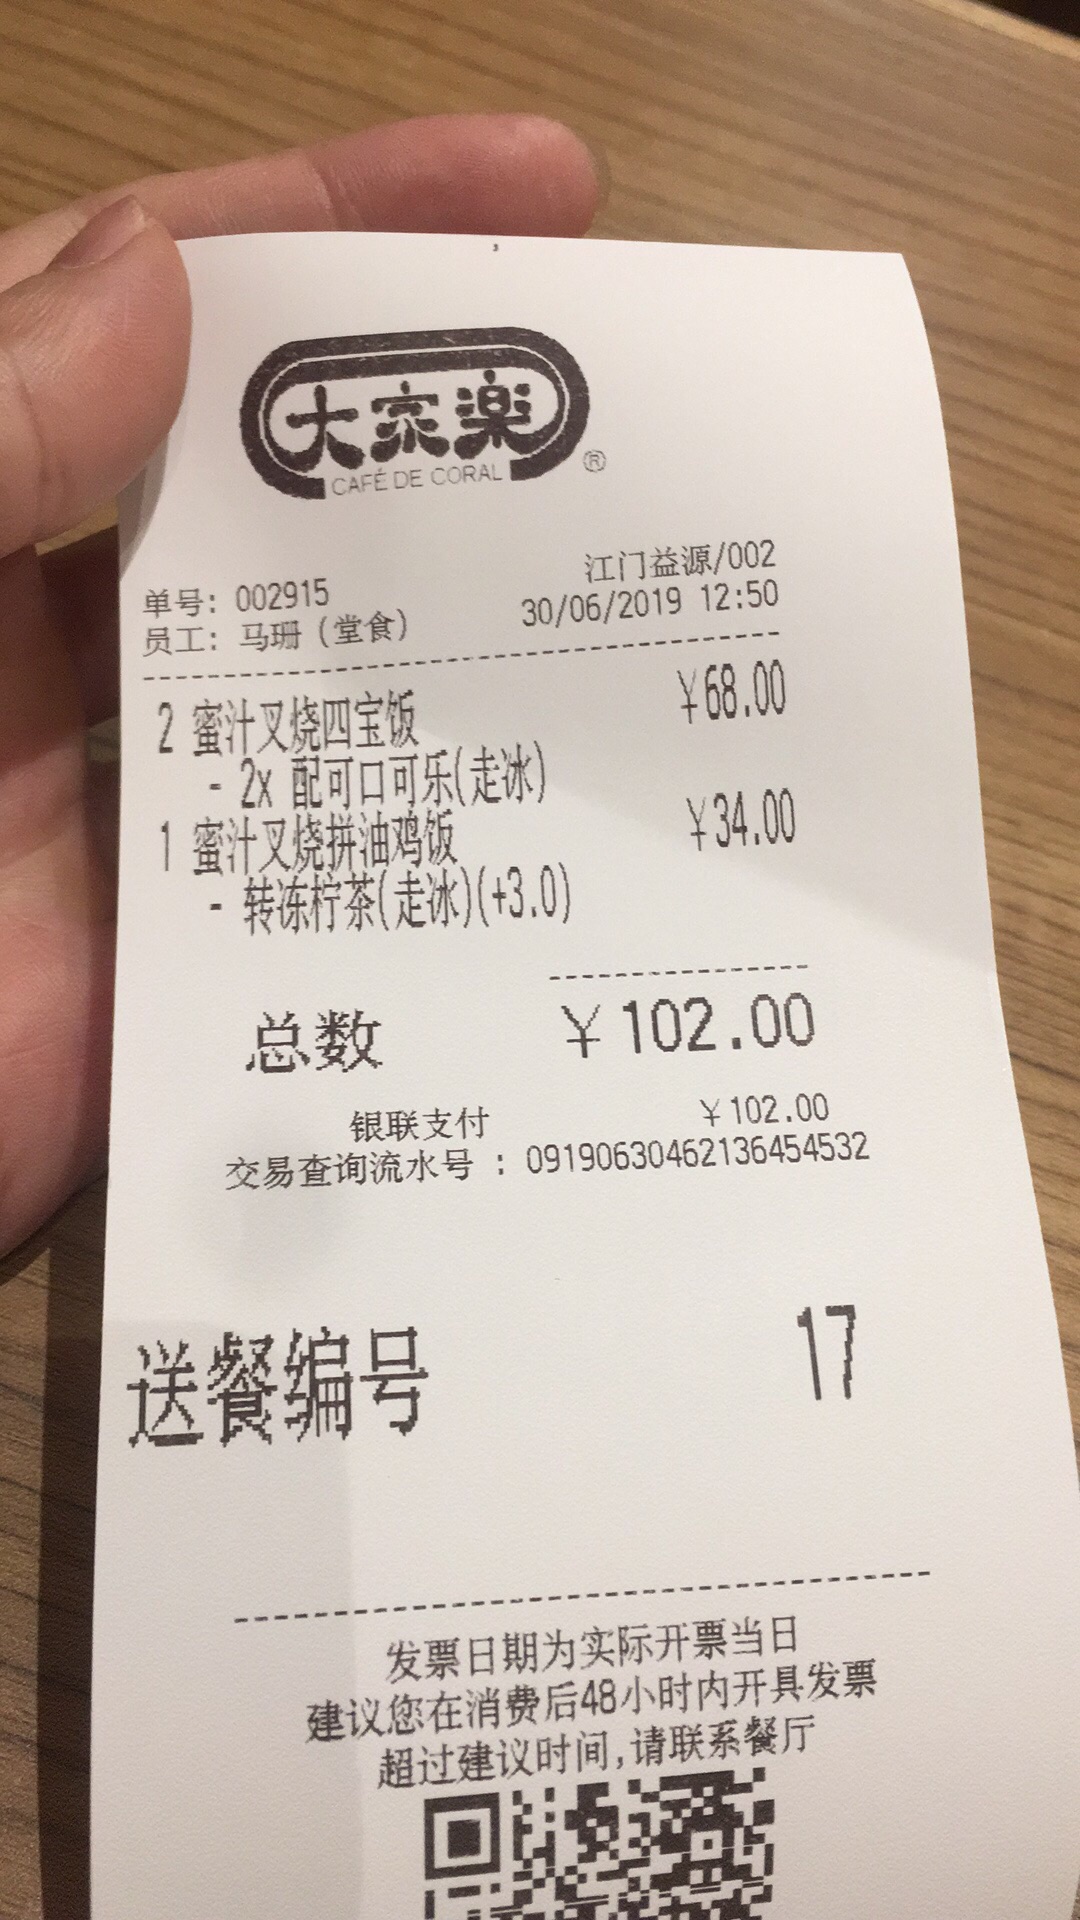 大家樂
CAFÉ DE CORAL ®
江门益源/002
单号: 002915
30/06/2019 12:50
员工: 马珊 (堂食)
2 蜜汁叉烧四宝饭 ¥68.00
- 2x 配可口可乐(走冰)
1 蜜汁叉烧拼油鸡饭 ¥34.00
- 转冻柠茶(走冰)(+3.0)
总数 ¥102.00
银联支付 ¥102.00
交易查询流水号 : 09190630462136454532
送餐编号 17
发票日期为实际开票当日
建议您在消费后48小时内开具发票
超过建议时间,请联系餐厅